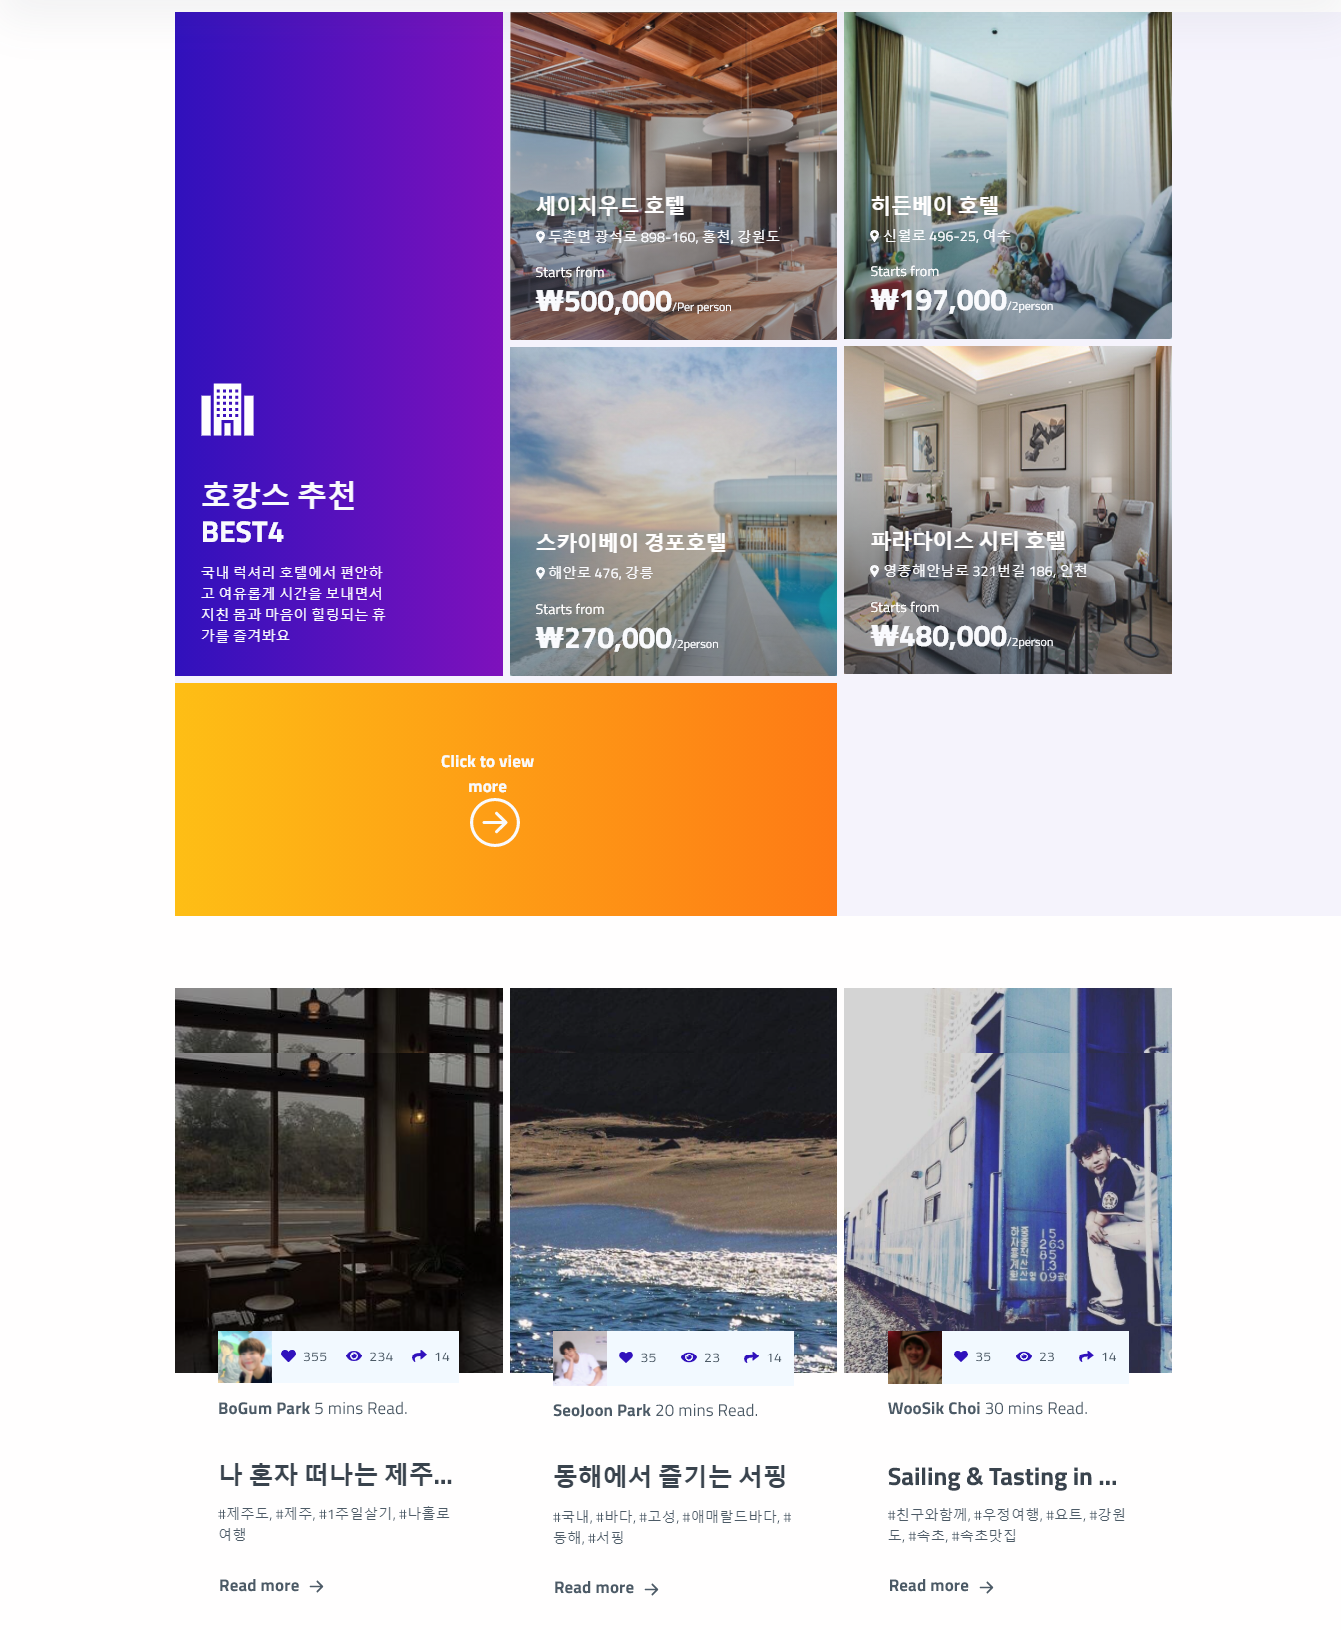 호캉스 추천
BEST4
국내 럭셔리 호텔에서 편안하
고 여유롭게 시간을 보내면서
지친 몸과 마음이 힐링되는 휴
가를 즐겨봐요
세이지우드 호텔
두촌면 광석로 898-160, 홍천, 강원도
Starts from
₩500,000/Per person
히든베이 호텔
신월로 496-25, 여수
Starts from
₩197,000/2person
스카이베이 경포호텔
해안로 476, 강릉
Starts from
₩270,000/2person
파라다이스 시티 호텔
영종해안남로 321번길 186, 인천
Starts from
₩480,000/2person
Click to view
more
355 234 14
BoGum Park 5 mins Read.
나 혼자 떠나는 제주...
#제주도, #제주, #1주일살기, #나홀로
여행
Read more
35 23 14
SeoJoon Park 20 mins Read.
동해에서 즐기는 서핑
#국내, #바다, #고성, #애매랄드바다, #
동해, #서핑
Read more
15
263
85
1.3
35 23 14
WooSik Choi 30 mins Read.
Sailing & Tasting in ...
#친구와함께, #우정여행, #요트, #강원
도, #속초, #속초맛집
Read more